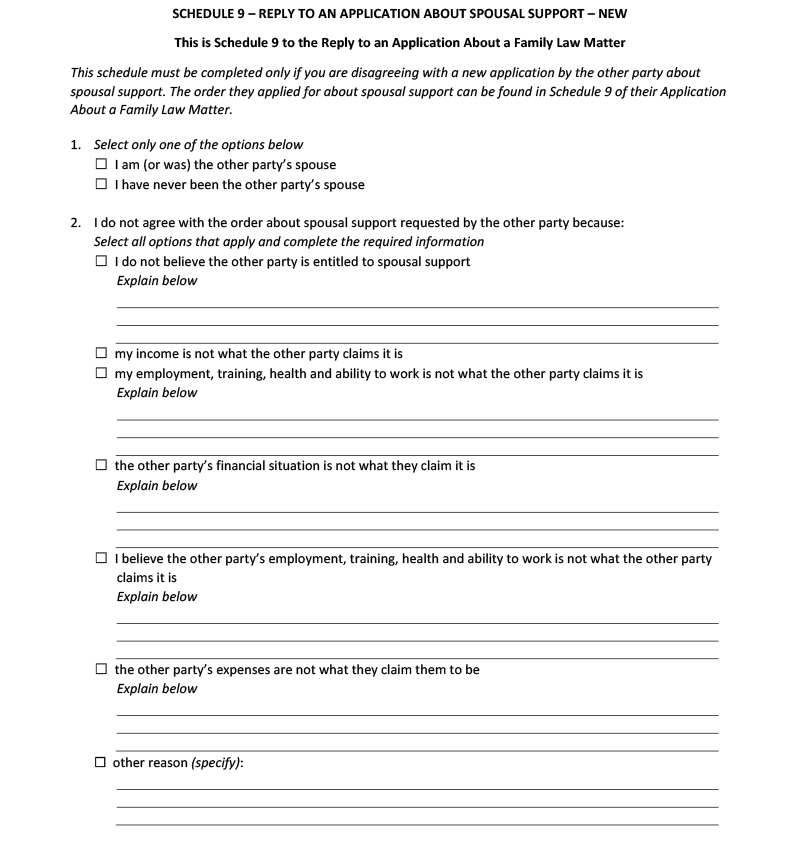 SCHEDULE 9 – REPLY TO AN APPLICATION ABOUT SPOUSAL SUPPORT – NEW
This is Schedule 9 to the Reply to an Application About a Family Law Matter
This schedule must be completed only if you are disagreeing with a new application by the other party about
spousal support. The order they applied for about spousal support can be found in Schedule 9 of their Application
About a Family Law Matter.
1. Select only one of the options below
☐ I am (or was) the other party’s spouse
☐ I have never been the other party’s spouse
2. I do not agree with the order about spousal support requested by the other party because:
Select all options that apply and complete the required information
☐ I do not believe the other party is entitled to spousal support
Explain below
☐ my income is not what the other party claims it is
☐ my employment, training, health and ability to work is not what the other party claims it is
Explain below
☐ the other party’s financial situation is not what they claim it is
Explain below
☐ I believe the other party’s employment, training, health and ability to work is not what the other party
claims it is
Explain below
☐ the other party’s expenses are not what they claim them to be
Explain below
☐ other reason (specify):